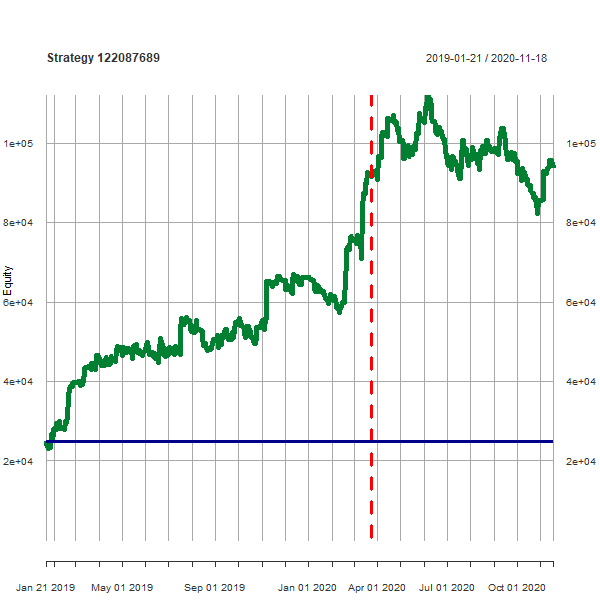 Strategy 122087689
2019-01-21 / 2020-11-18
1e+05
1e+05
8e+04
8e+04
Equity
6e+04
6e+04
4e+04
4e+04
2e+04
2e+04
Jan 21 2019
May 01 2019
Sep 01 2019
Jan 01 2020
Apr 01 2020
Jul 01 2020
Oct 01 2020